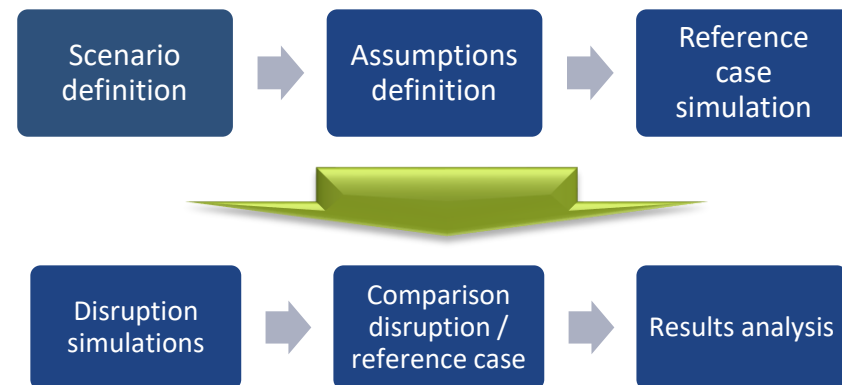 Scenario
definition
Assumptions
definition
Reference
case
simulation
Disruption
simulations
Comparison
disruption /
reference case
Results analysis